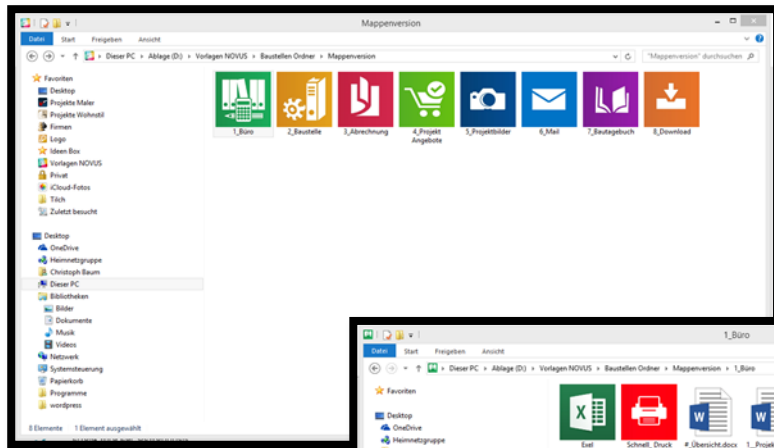 Mappenversion
Datei Start Freigeben Ansicht
Dieser PC Ablage (D:) Vorlagen NOVUS Baustellen Ordner Mappenversion
"Mappenversion" durchsuchen
Favoriten
Desktop
Projekte Maler
Projekte Wohnstil
Firmen
Logo
Ideen Box
Vorlagen NOVUS
Privat
iCloud-Fotos
Tilch
Zuletzt besucht
1_Büro 2_Baustelle 3_Abrechnung 4_Projekt Angebote 5_Projektbilder 6_Mail 7_Bautagebuch 8_Download
Desktop
OneDrive
Heimnetzgruppe
Christoph Baum
Dieser PC
Bibliotheken
Bilder
Dokumente
Musik
Videos
Netzwerk
Systemsteuerung
Papierkorb
Programme
wordpress
8 Elemente 1 Element ausgewählt
1_Büro
Datei Start Freigeben Ansicht
Dieser PC Ablage (D:) Vorlagen NOVUS Baustellen Ordner Mappenversion 1_Büro
Favoriten
Desktop
OneDrive
Heimnetzgruppe
Exel Schnell_Druck #_Übersicht.docx 1_Projek